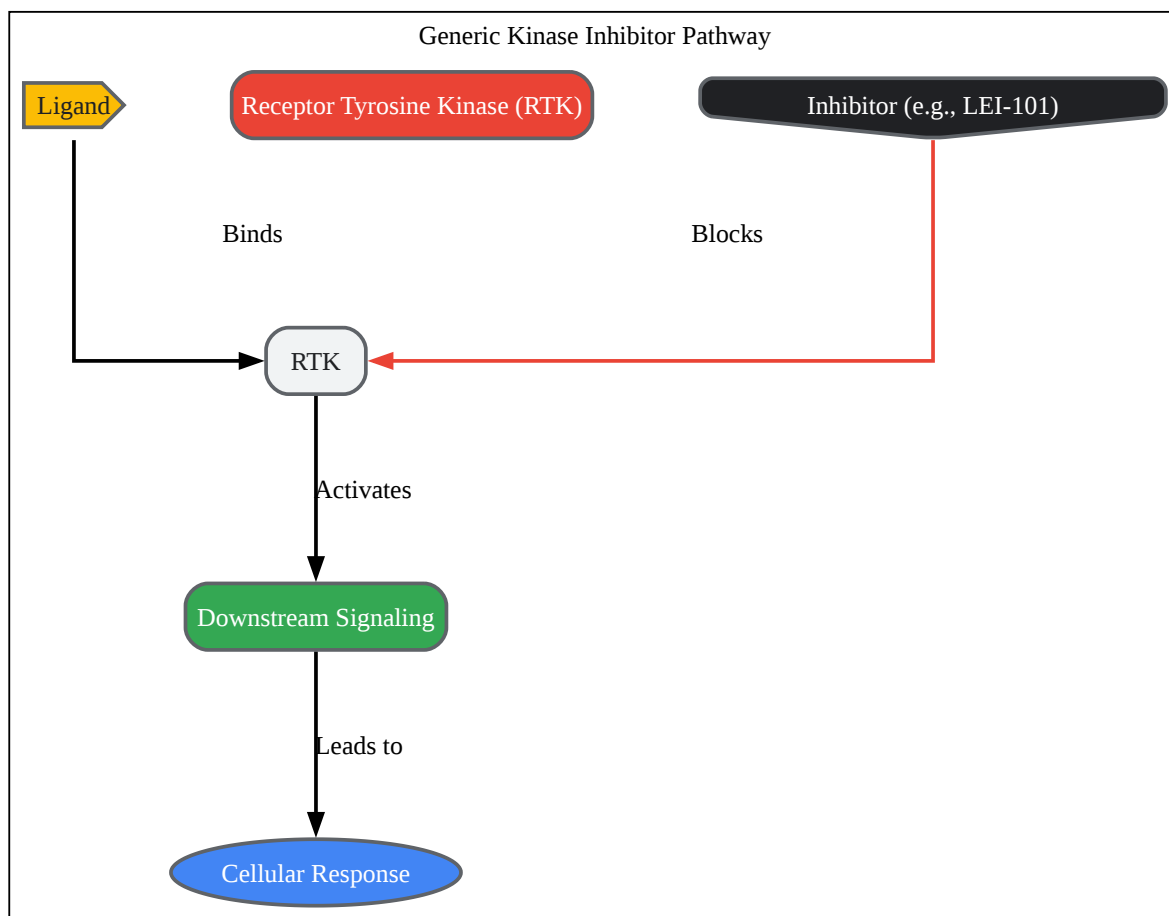 Generic Kinase Inhibitor Pathway
Ligand
Receptor Tyrosine Kinase (RTK)
Inhibitor (e.g., LEI-101)
Binds
Blocks
RTK
Activates
Downstream Signaling
Leads to
Cellular Response